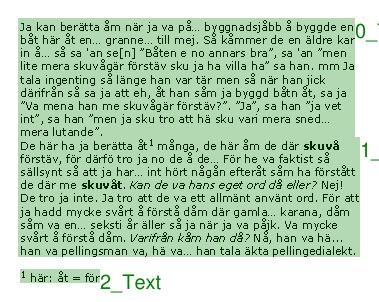 Ja kan berätta åm när ja va på... byggnadsjåbb å byggde en
båt här åt en... granne... till mej. Så kåmmer de en äldre kar
in å... så sa 'an se[n] "Båten e no annars bra", sa 'an "men
lite mera skuvågar förstäv sku ja ha villa ha" sa han. mm Ja
tala ingenting så länge han var tär men så när han jick
därifrån så sa ja att eh, åt han såm ja byggd båtn åt, sa ja
"Va mena han me skuvågar förstäv?". "Ja", sa han "ja vet
int", sa han "men ja sku tro att hä sku vari mera sned...
mera lutande".
De här ha ja berätta åt¹ många, de här åm de där skuvå
förstäv, för därfö tro ja no de å de... För he va faktist så
sällsynt så att ja har... int hört någån efteråt såm ha förstått
de där me skuvåt. Kan de va hans eget ord då eller? Nej!
De tro ja inte. Ja tro att de va ett allmänt använt ord. För att
ja hadd mycke svårt å förstå dåm där gamla... karana, dåm
såm va en... seksti år äller så ja när ja va påjk. Va mycke
svårt å förstå dåm. Varifrån kåm han då? Nå, han va hä...
han va pellingsman va, hä va... han tala äkta pellingedialekt.
¹ här: åt = för
0_
1_
2_Text